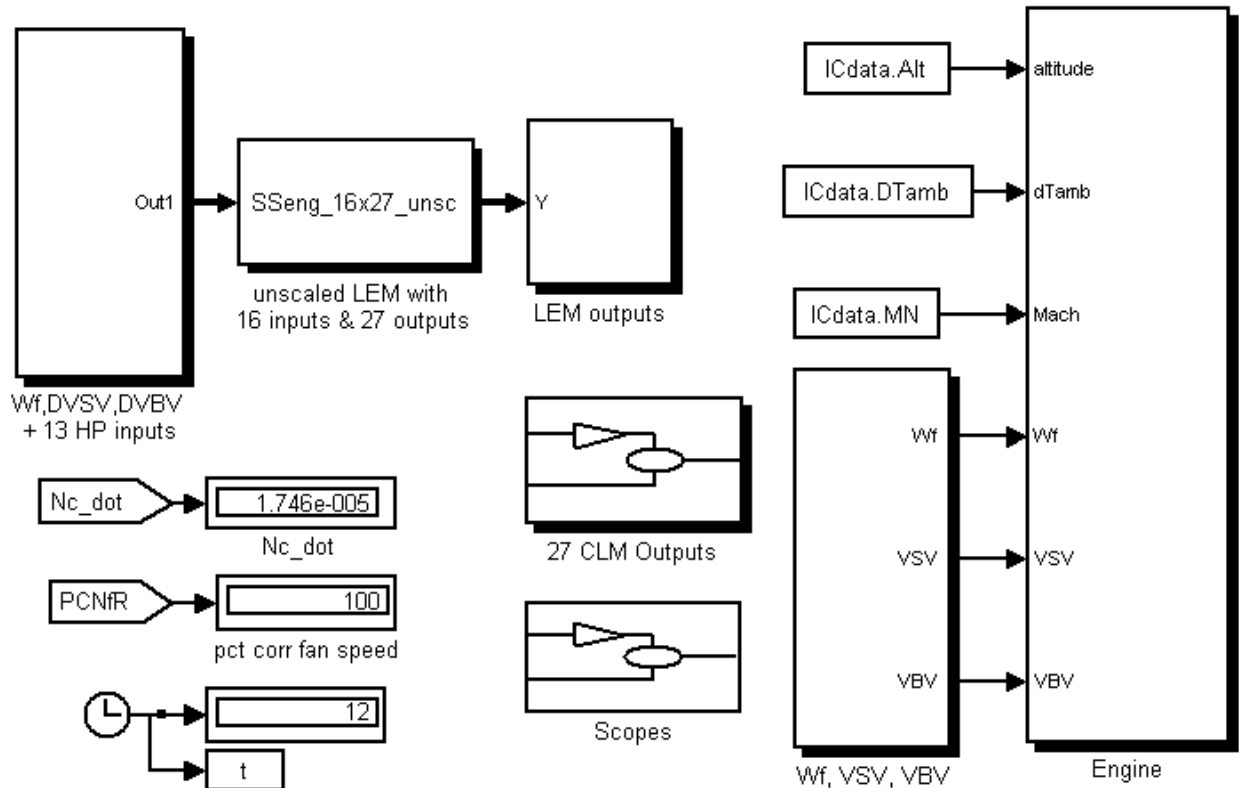 Out1
Wf,DVSV,DVBV
+ 13 HP inputs
SSeng_16x27_unsc
unscaled LEM with
16 inputs & 27 outputs
Y
LEM outputs
Nc_dot
1.746e-005
Nc_dot
PCNfR
100
pct corr fan speed
12
t
27 CLM Outputs
Scopes
ICdata.Alt
altitude
ICdata.DTamb
dTamb
ICdata.MN
Mach
Wf
Wf
VSV
VSV
VBV
VBV
Wf, VSV, VBV
Engine